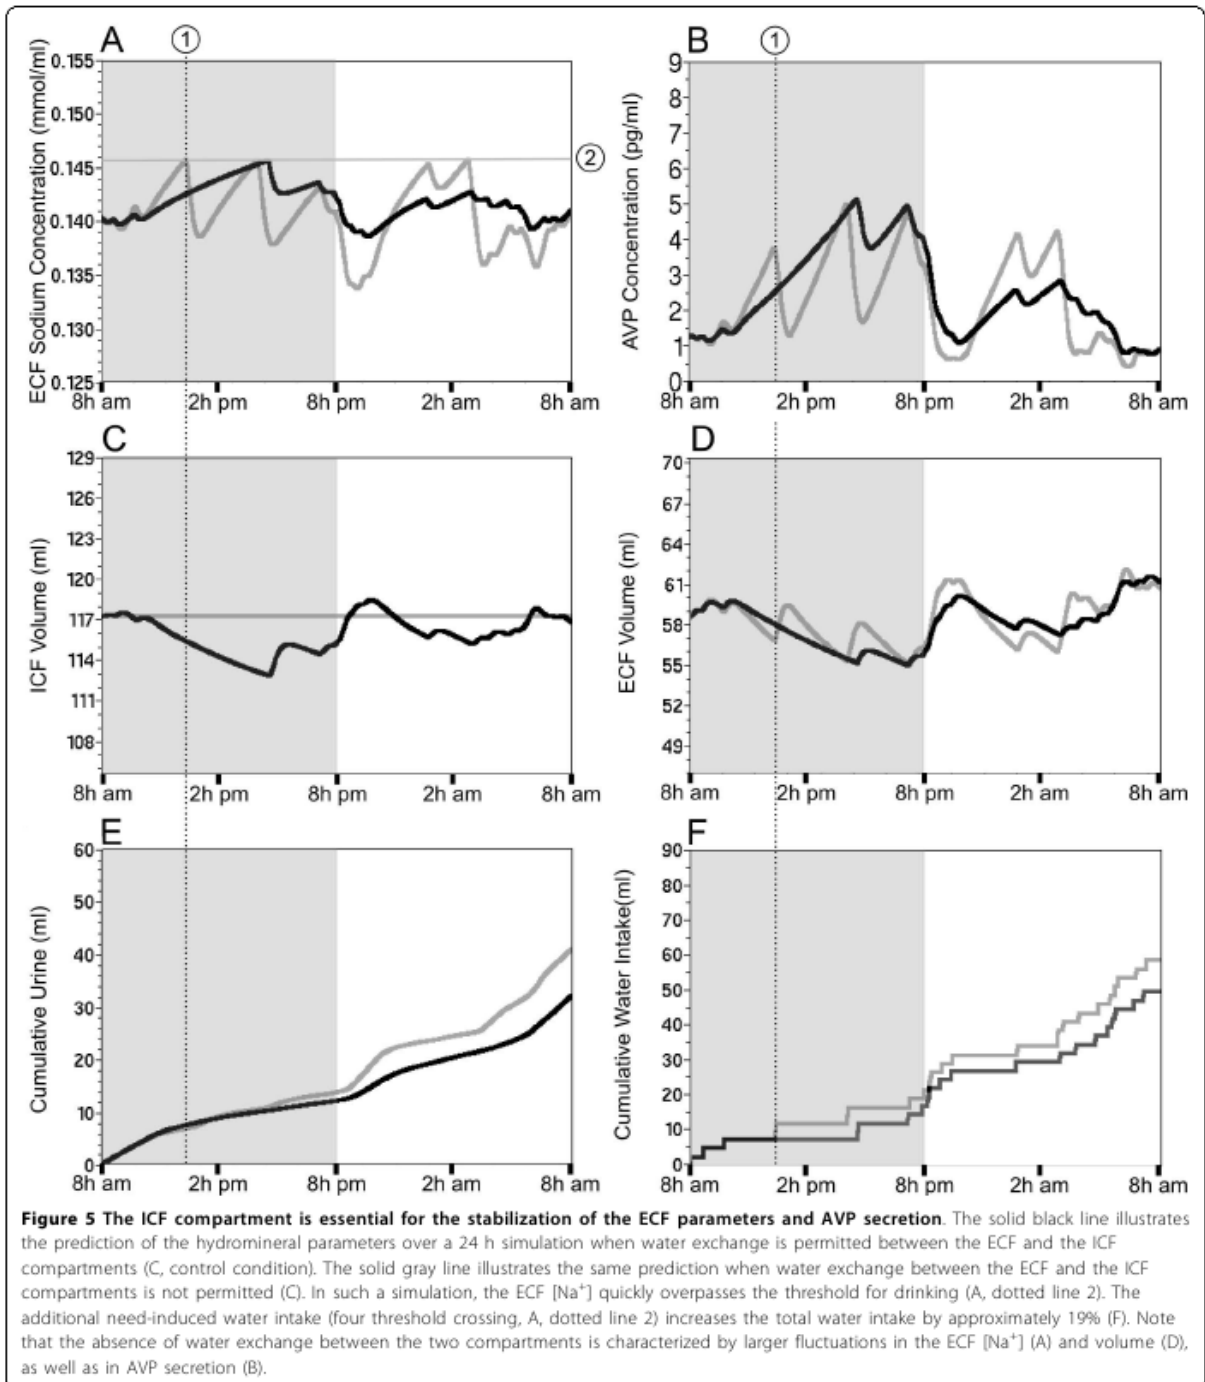 A
①
ECF Sodium Concentration (mmol/ml)
0.155
0.150
0.145
0.140
0.135
0.130
0.125
②
8h am 2h pm 8h pm 2h am 8h am
B
①
AVP Concentration (pg/ml)
9
8
7
6
5
4
3
2
1
0
8h am 2h pm 8h pm 2h am 8h am
C
ICF Volume (ml)
129
126
123
120
117
114
111
108
8h am 2h pm 8h pm 2h am 8h am
D
ECF Volume (ml)
70
67
64
61
58
55
52
49
8h am 2h pm 8h pm 2h am 8h am
E
Cumulative Urine (ml)
60
50
40
30
20
10
0
8h am 2h pm 8h pm 2h am 8h am
F
Cumulative Water Intake(ml)
90
80
70
60
50
40
30
20
10
0
8h am 2h pm 8h pm 2h am 8h am
Figure 5 The ICF compartment is essential for the stabilization of the ECF parameters and AVP secretion. The solid black line illustrates
the prediction of the hydromineral parameters over a 24 h simulation when water exchange is permitted between the ECF and the ICF
compartments (C, control condition). The solid gray line illustrates the same prediction when water exchange between the ECF and the ICF
compartments is not permitted (C). In such a simulation, the ECF [Na⁺] quickly overpasses the threshold for drinking (A, dotted line 2). The
additional need-induced water intake (four threshold crossing, A, dotted line 2) increases the total water intake by approximately 19% (F). Note
that the absence of water exchange between the two compartments is characterized by larger fluctuations in the ECF [Na⁺] (A) and volume (D),
as well as in AVP secretion (B).